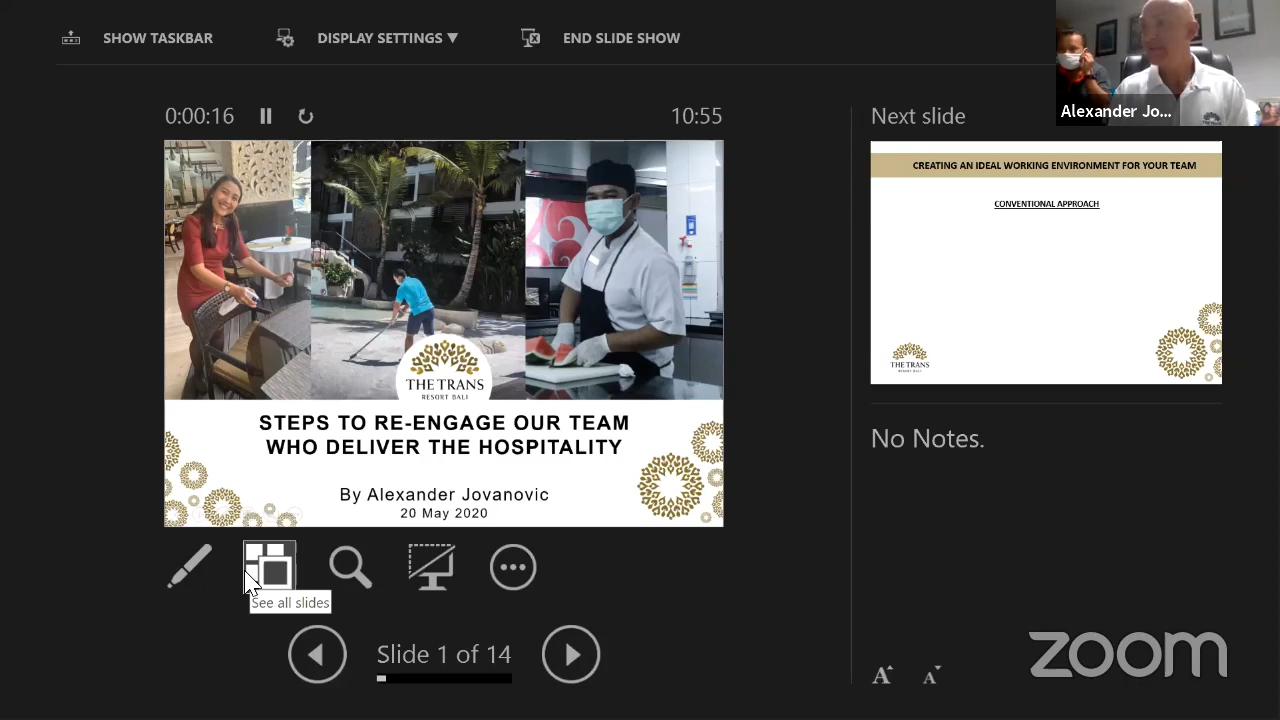 SHOW TASKBAR
DISPLAY SETTINGS ▼
END SLIDE SHOW
Alexander Jo...
0:00:16
10:55
Next slide
THE TRANS
RESORT BALI
STEPS TO RE-ENGAGE OUR TEAM
WHO DELIVER THE HOSPITALITY
By Alexander Jovanovic
20 May 2020
CREATING AN IDEAL WORKING ENVIRONMENT FOR YOUR TEAM
CONVENTIONAL APPROACH
THE TRANS
No Notes.
See all slides
Slide 1 of 14
A A
zoom